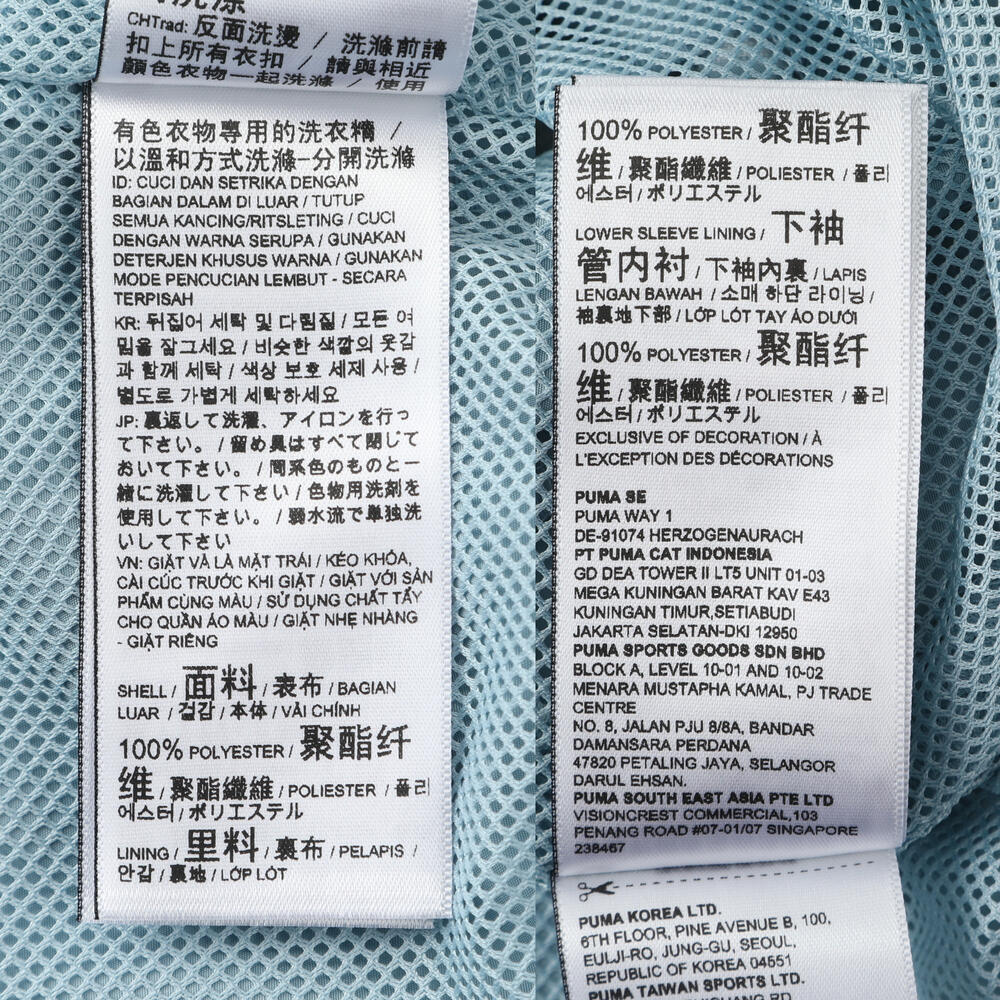 CHTrad: 反面洗燙 / 洗滌前請
扣上所有衣扣 / 請與相近
顏色衣物一起洗滌 / 使用
有色衣物專用的洗衣精 /
以溫和方式洗滌-分開洗滌
ID: CUCI DAN SETRIKA DENGAN
BAGIAN DALAM DI LUAR / TUTUP
SEMUA KANCING/RITSLETING / CUCI
DENGAN WARNA SERUPA / GUNAKAN
DETERJEN KHUSUS WARNA / GUNAKAN
MODE PENCUCIAN LEMBUT - SECARA
TERPISAH
KR: 뒤집어 세탁 및 다림질 / 모든 여
밈을 잠그세요 / 비슷한 색깔의 옷감
과 함께 세탁 / 색상 보호 세제 사용 /
별도로 가볍게 세탁하세요
JP: 裏返して洗濯、アイロンを行っ
て下さい。 / 留め具はすべて閉じて
おいて下さい。 / 同系色のものと一
緒に洗濯して下さい / 色物用洗剤を
使用して下さい。 / 弱水流で単独洗
いして下さい
VN: GIẶT VÀ LÀ MẶT TRÁI / KÉO KHÓA,
CÀI CÚC TRƯỚC KHI GIẶT / GIẶT VỚI SẢN
PHẨM CÙNG MÀU / SỬ DỤNG CHẤT TẨY
CHO QUẦN ÁO MÀU / GIẶT NHẸ NHÀNG
- GIẶT RIÊNG
SHELL / 面料 / 表布 / BAGIAN
LUAR / 겉감 / 本体 / VẢI CHÍNH
100% POLYESTER / 聚酯纤
维 / 聚酯纖維 / POLIESTER / 폴리
에스터 / ポリエステル
LINING / 里料 / 裏布 / PELAPIS /
안감 / 裏地 / LỚP LÓT
100% POLYESTER / 聚酯纤
维 / 聚酯纖維 / POLIESTER / 폴리
에스터 / ポリエステル
LOWER SLEEVE LINING / 下袖
管内衬 / 下袖內裏 / LAPIS
LENGAN BAWAH / 소매 하단 라이닝 /
袖裏地下部 / LỚP LÓT TAY ÁO DƯỚI
100% POLYESTER / 聚酯纤
维 / 聚酯纖維 / POLIESTER / 폴리
에스터 / ポリエステル
EXCLUSIVE OF DECORATION / À
L'EXCEPTION DES DÉCORATIONS
PUMA SE
PUMA WAY 1
DE-91074 HERZOGENAURACH
PT PUMA CAT INDONESIA
GD DEA TOWER II LT5 UNIT 01-03
MEGA KUNINGAN BARAT KAV E43
KUNINGAN TIMUR,SETIABUDI
JAKARTA SELATAN-DKI 12950
PUMA SPORTS GOODS SDN BHD
BLOCK A, LEVEL 10-01 AND 10-02
MENARA MUSTAPHA KAMAL, PJ TRADE
CENTRE
NO. 8, JALAN PJU 8/8A, BANDAR
DAMANSARA PERDANA
47820 PETALING JAYA, SELANGOR
DARUL EHSAN.
PUMA SOUTH EAST ASIA PTE LTD
VISIONCREST COMMERCIAL,103
PENANG ROAD #07-01/07 SINGAPORE
238467
PUMA KOREA LTD.
6TH FLOOR, PINE AVENUE B, 100,
EULJI-RO, JUNG-GU, SEOUL,
REPUBLIC OF KOREA 04551
PUMA TAIWAN SPORTS LTD.